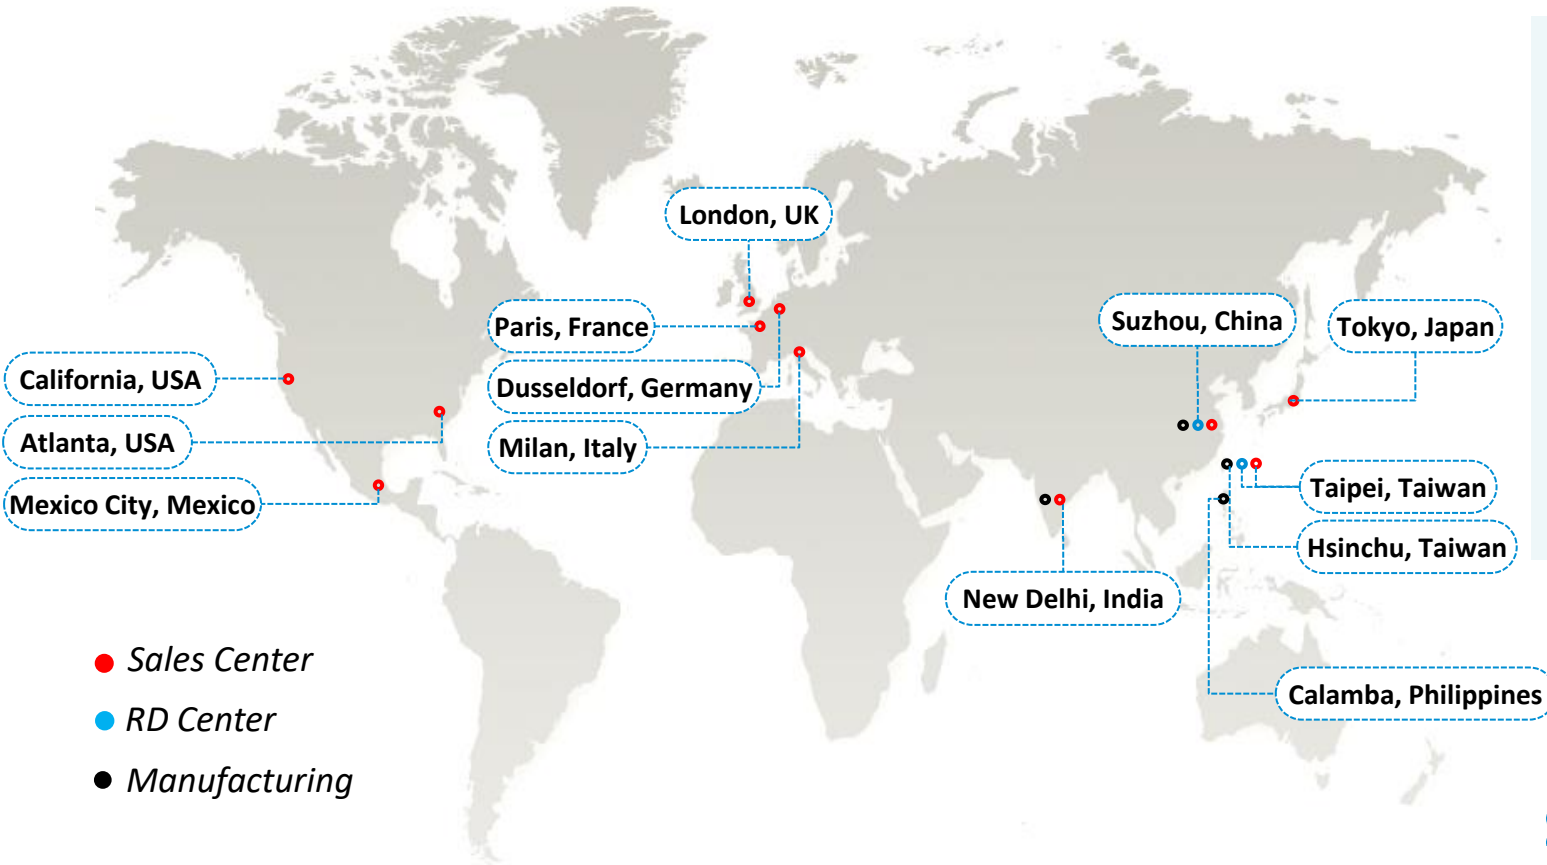 London, UK
Paris, France
Suzhou, China
Tokyo, Japan
California, USA
Dusseldorf, Germany
Atlanta, USA
Milan, Italy
Mexico City, Mexico
Taipei, Taiwan
Hsinchu, Taiwan
New Delhi, India
Calamba, Philippines
Sales Center
RD Center
Manufacturing